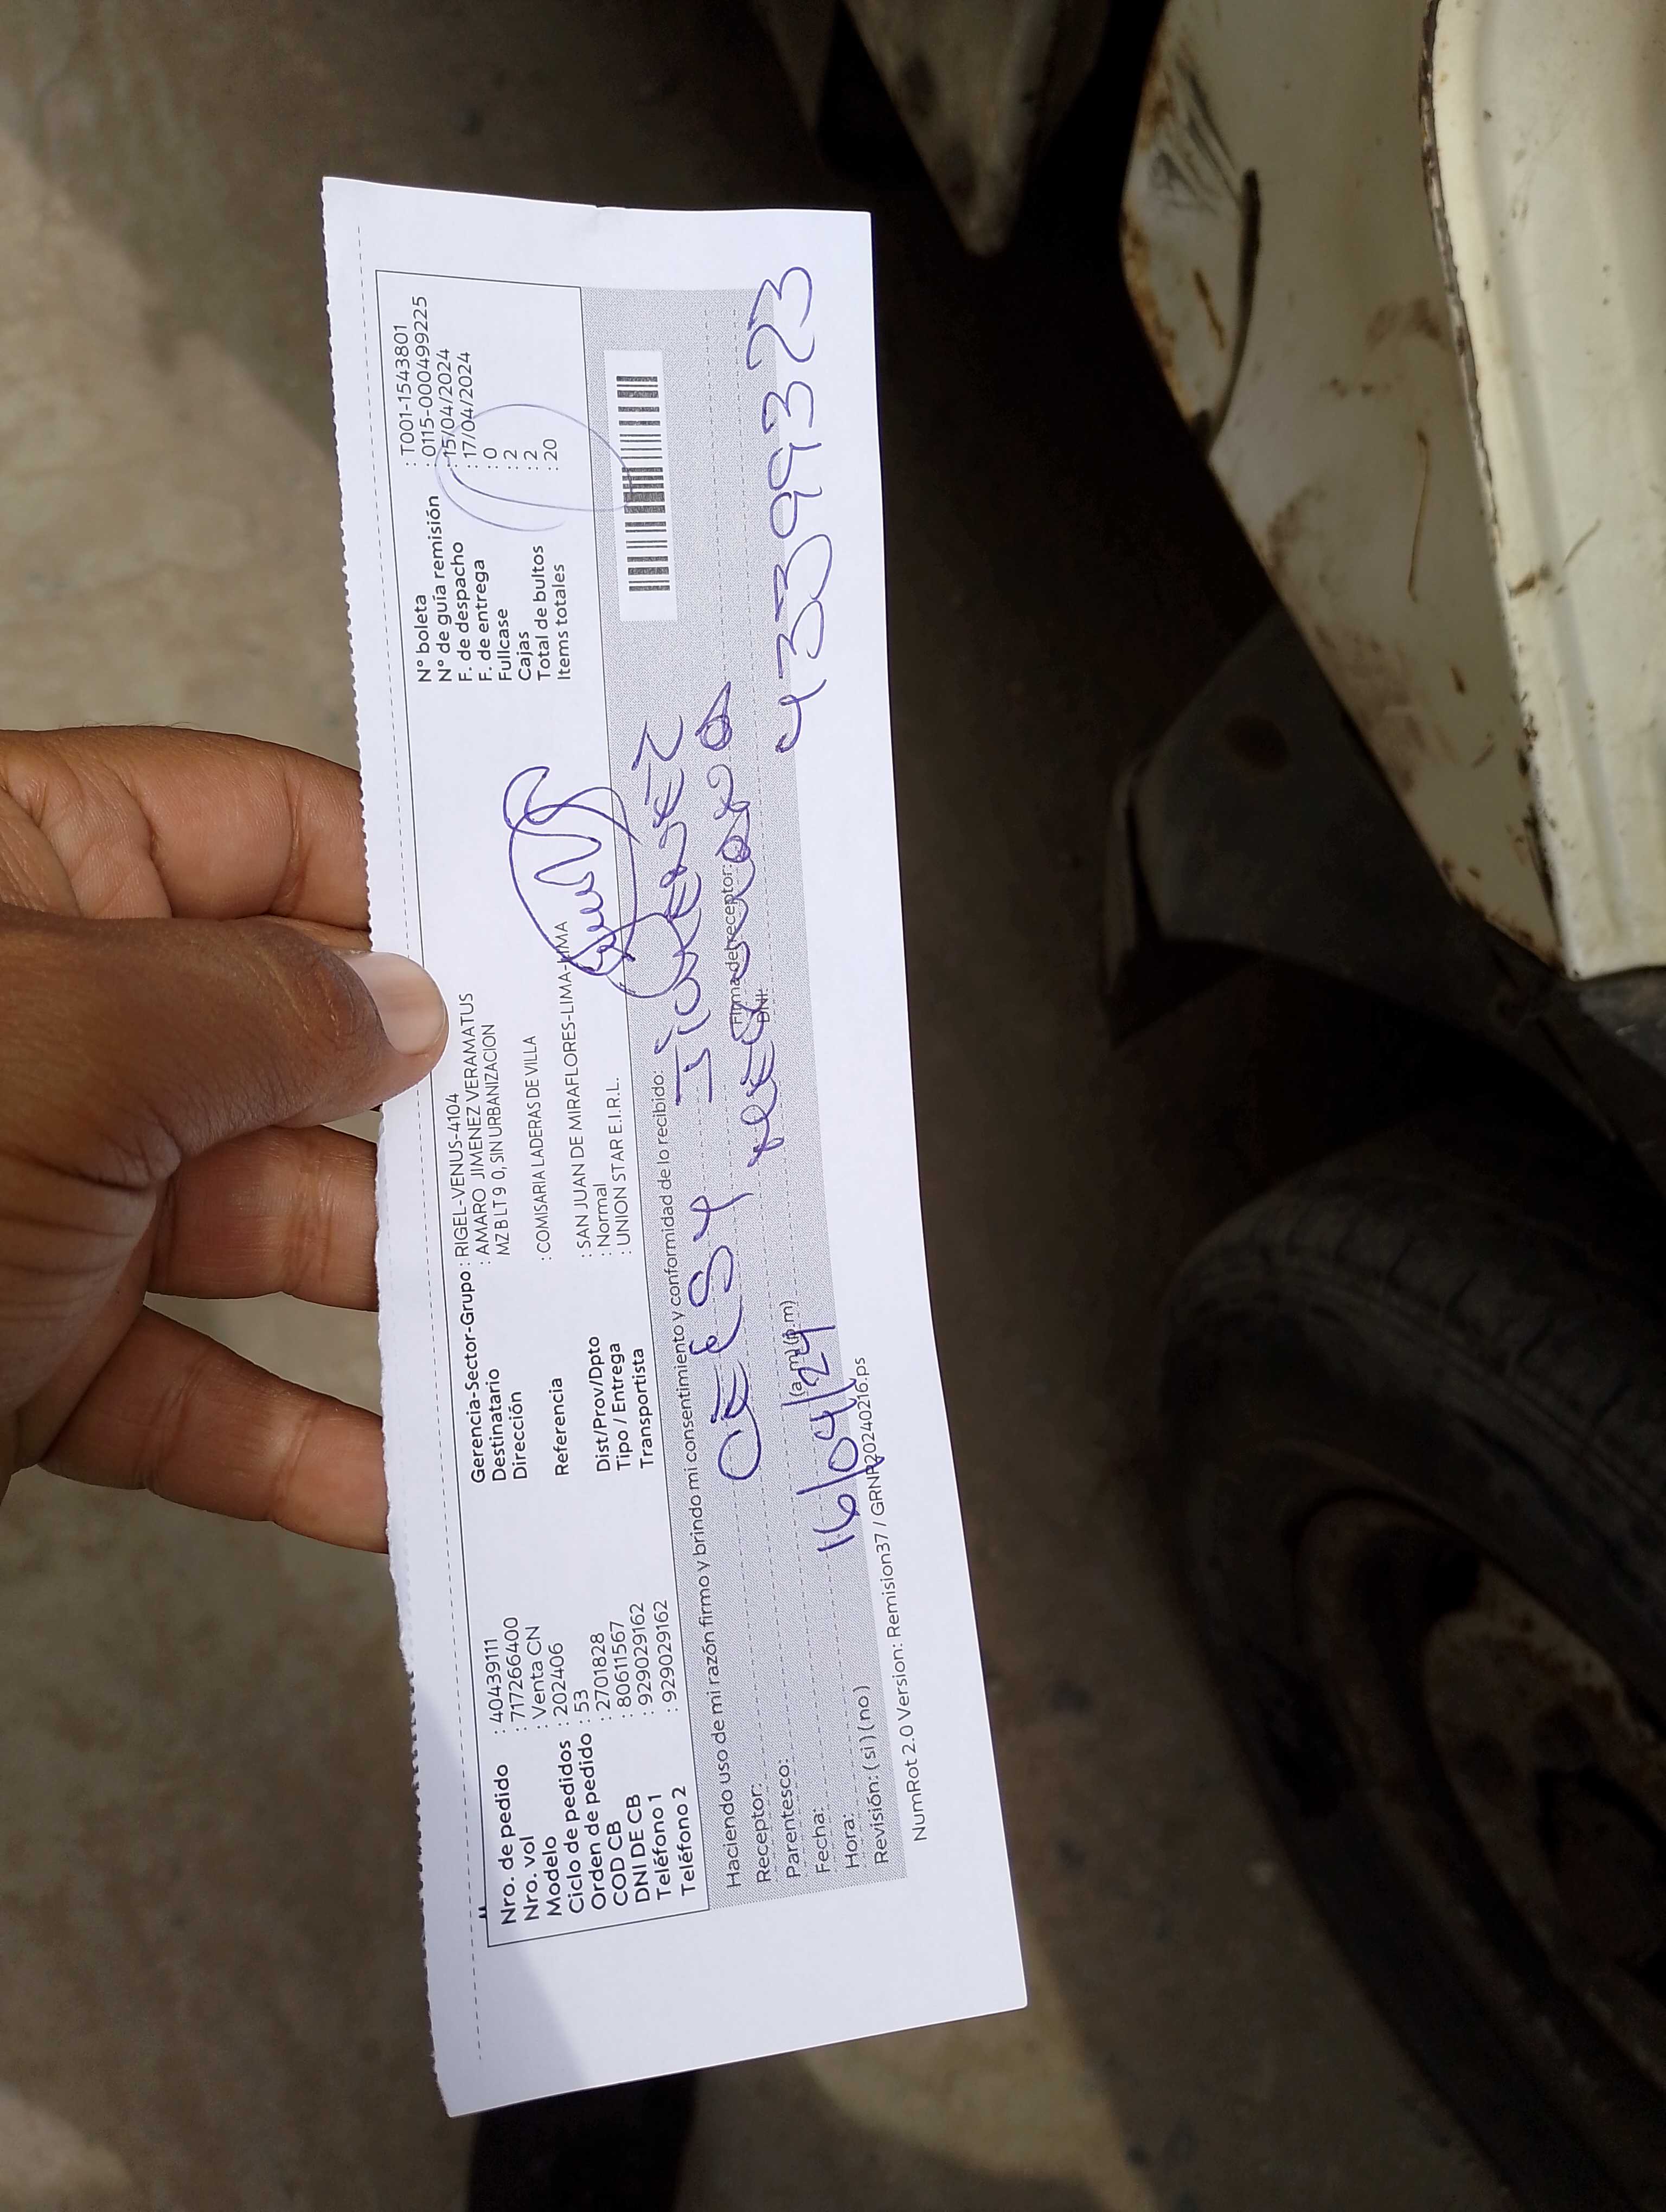 Nro. de pedido : 40439111
Nro. vol : 717266400
Modelo : Venta CN
Ciclo de pedidos : 202406
Orden de pedido : 53
COD CB : 2701828
DNI DE CB : 80611567
Teléfono 1 : 929029162
Teléfono 2 : 929029162
Gerencia-Sector-Grupo : RIGEL-VENUS-4104
Destinatario : AMARO JIMENEZ VERAMATUS
Dirección MZ B LT 9 0, SIN URBANIZACION
Referencia : COMISARIA LADERAS DE VILLA
Dist/Prov/Dpto : SAN JUAN DE MIRAFLORES-LIMA-LIMA
Tipo / Entrega : Normal
Transportista : UNION STAR E.I.R.L.
N° boleta : T001-1543801
N° de guía remisión : 0115-000499225
F. de despacho : 15/04/2024
F. de entrega : 17/04/2024
Fullcase : 0
Cajas : 2
Total de bultos : 2
Items totales : 20
Haciendo uso de mi razón firmo y brindo mi consentimiento y conformidad de lo recibido:
Receptor:
Parentesco:
Fecha: 16/04/24
Hora: (a.m) (p.m)
Revisión: ( si ) ( no )
Firma del receptor:
DNI:
43399323
NumRot 2.0 Version: Remision37 / GRNP20240216.ps